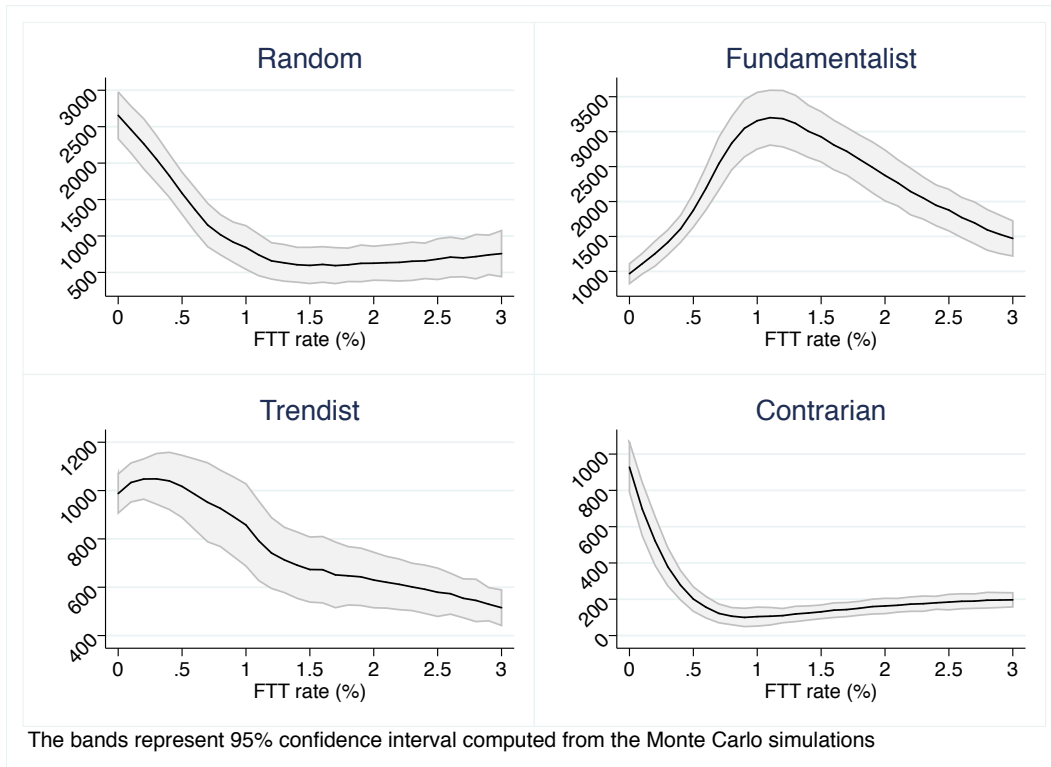 Random
3000
2500
2000
1500
1000
500
0 .5 1 1.5 2 2.5 3
FTT rate (%)
Fundamentalist
3500
3000
2500
2000
1500
1000
0 .5 1 1.5 2 2.5 3
FTT rate (%)
Trendist
1200
1000
800
600
400
0 .5 1 1.5 2 2.5 3
FTT rate (%)
Contrarian
1000
800
600
400
200
0
0 .5 1 1.5 2 2.5 3
FTT rate (%)
The bands represent 95% confidence interval computed from the Monte Carlo simulations